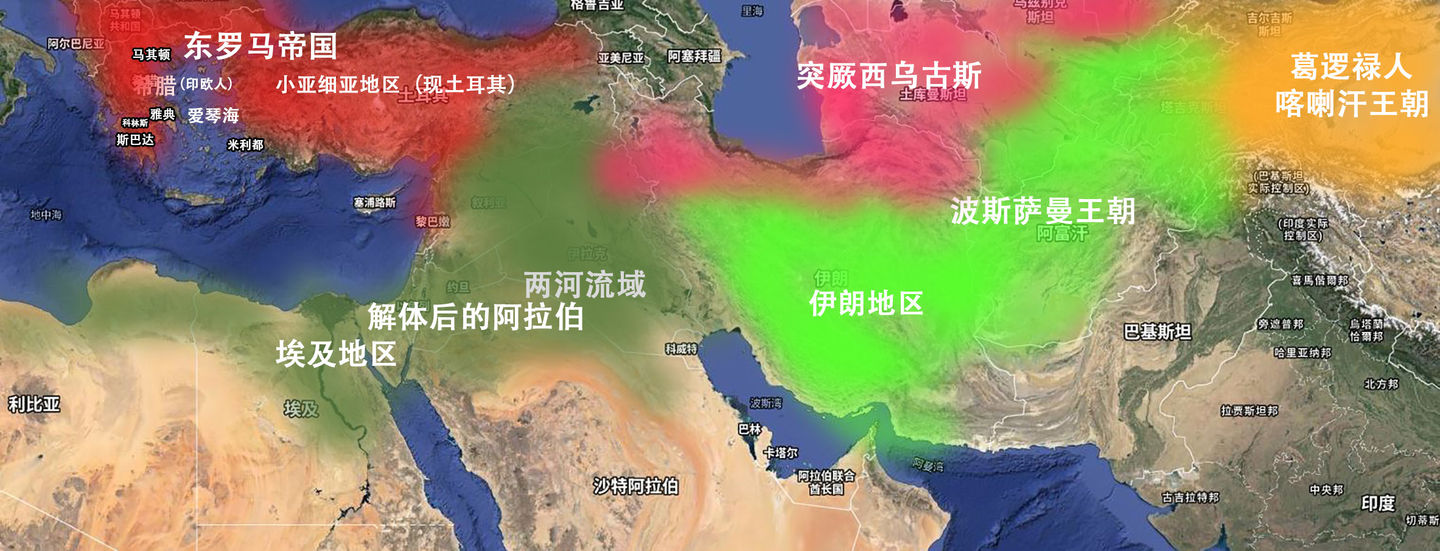 格鲁吉亚
里海
乌兹别克
斯坦
吉尔吉斯
斯坦
马其顿
共和国
阿尔巴尼亚
马其顿
东罗马帝国
亚美尼亚
阿塞拜疆
突厥西乌古斯
土库曼斯坦
葛逻禄人
喀喇汗王朝
塔吉克斯坦
希腊
(印欧人)
小亚细亚地区（现土耳其）
土耳其
科林斯
雅典
爱琴海
斯巴达
米利都
地中海
塞浦路斯
黎巴嫩
叙利亚
(巴基斯坦
实际控制区)
波斯萨曼王朝
阿富汗
(印度实际
控制区)
伊拉克
约旦
两河流域
伊朗
伊朗地区
喜馬偕爾邦
解体后的阿拉伯
埃及地区
巴基斯坦
旁遮普邦
烏塔蘭
恰爾邦
哈里亚纳邦
科威特
北方邦
利比亚
埃及
波斯湾
巴林
卡塔尔
拉贾斯坦邦
沙特阿拉伯
阿拉伯联合
酋长国
阿曼湾
古吉拉特邦
中央邦
印度
切蒂斯